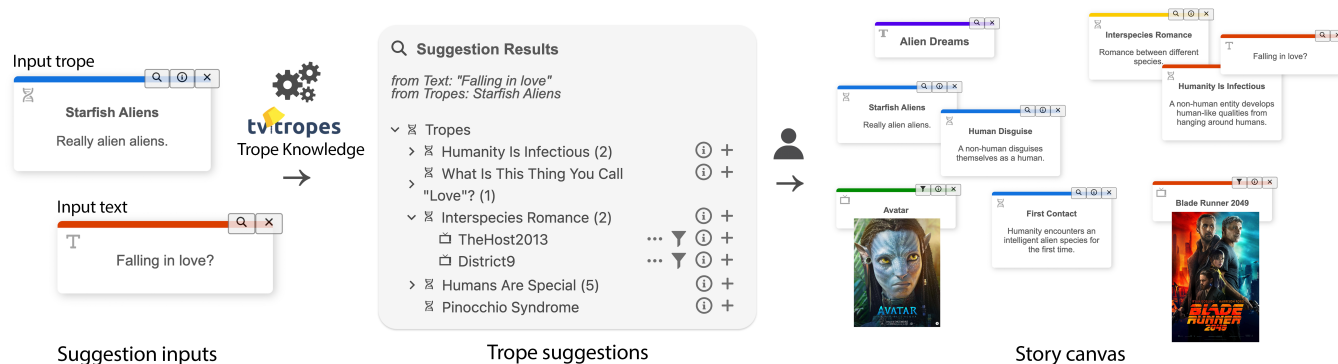 Input trope
Starfish Aliens
Really alien aliens.
Input text
T
Falling in love?
Suggestion inputs
tvtropes
Trope Knowledge
Suggestion Results
from Text: "Falling in love"
from Tropes: Starfish Aliens
Tropes
Humanity Is Infectious (2)
What Is This Thing You Call
"Love"? (1)
Interspecies Romance (2)
TheHost2013
District9
Humans Are Special (5)
Pinocchio Syndrome
Trope suggestions
T
Alien Dreams
Interspecies Romance
Romance between different
species.
T
Falling in love?
Humanity Is Infectious
A non-human entity develops
human-like qualities from
hanging around humans.
Starfish Aliens
Really alien aliens.
Human Disguise
A non-human disguises
themselves as a human.
Avatar
AVATAR
First Contact
Humanity encounters an
intelligent alien species for
the first time.
Blade Runner 2049
BLADE
RUNNER
2049
Story canvas